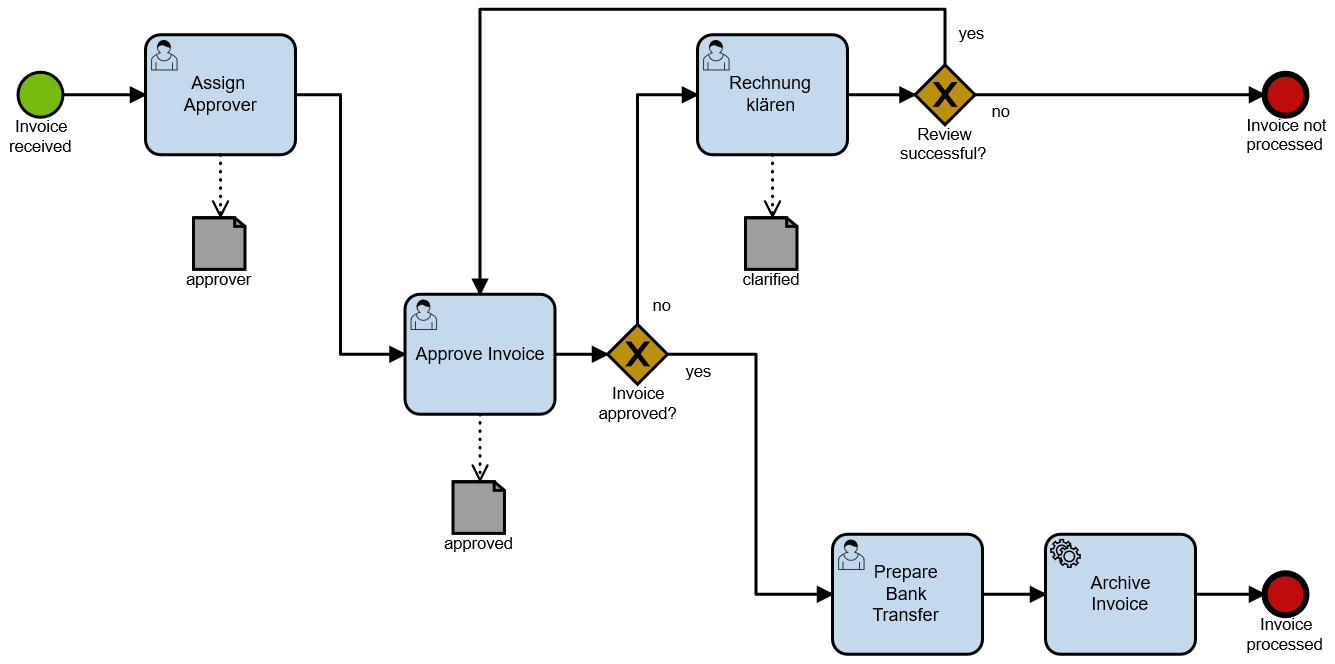 yes
Assign
Approver
Rechnung
klären
Invoice
received
no
Review
successful?
Invoice not
processed
approver
clarified
no
Approve Invoice
yes
Invoice
approved?
approved
Prepare
Bank
Transfer
Archive
Invoice
Invoice
processed